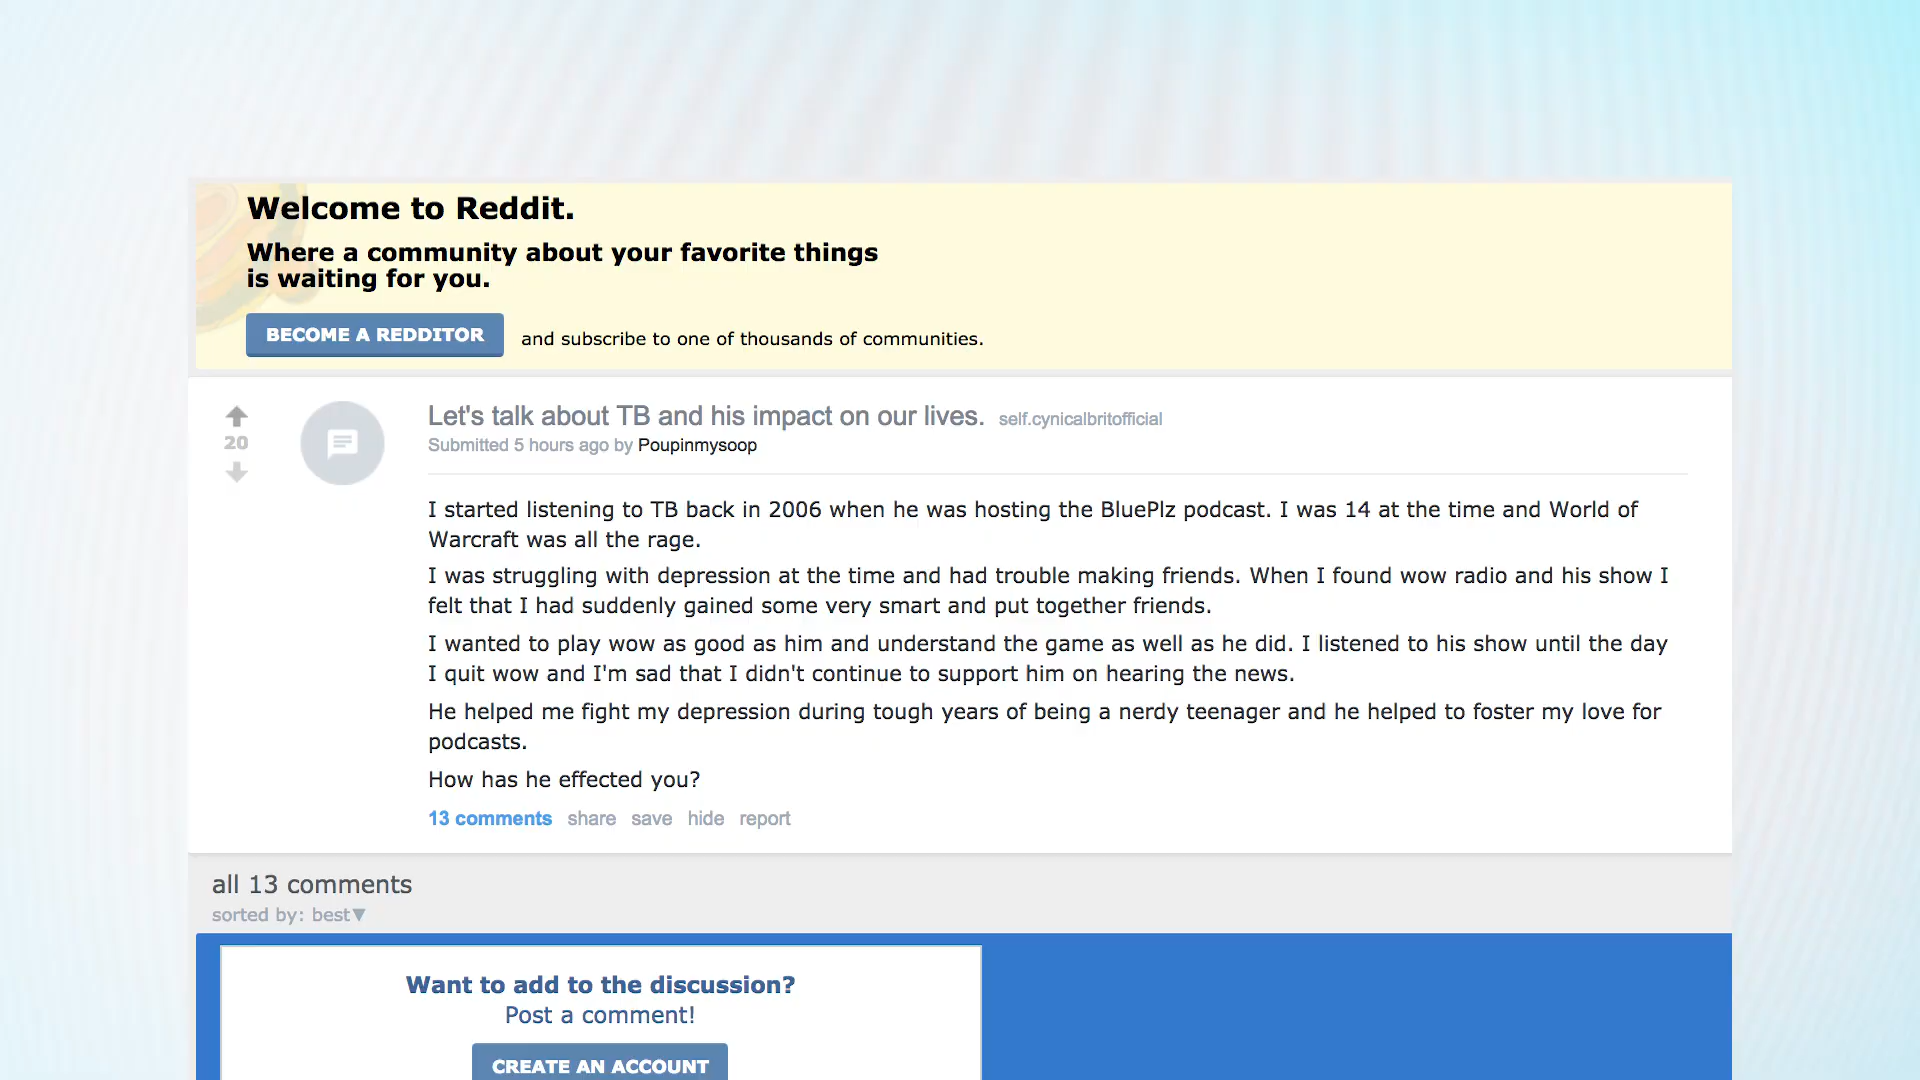 Welcome to Reddit.
Where a community about your favorite things
is waiting for you.
BECOME A REDDITOR and subscribe to one of thousands of communities.
Let's talk about TB and his impact on our lives. self.cynicalbritofficial
20
Submitted 5 hours ago by Poupinmysoop
I started listening to TB back in 2006 when he was hosting the BluePlz podcast. I was 14 at the time and World of
Warcraft was all the rage.
I was struggling with depression at the time and had trouble making friends. When I found wow radio and his show I
felt that I had suddenly gained some very smart and put together friends.
I wanted to play wow as good as him and understand the game as well as he did. I listened to his show until the day
I quit wow and I'm sad that I didn't continue to support him on hearing the news.
He helped me fight my depression during tough years of being a nerdy teenager and he helped to foster my love for
podcasts.
How has he effected you?
13 comments share save hide report
all 13 comments
sorted by: best▼
Want to add to the discussion?
Post a comment!
CREATE AN ACCOUNT